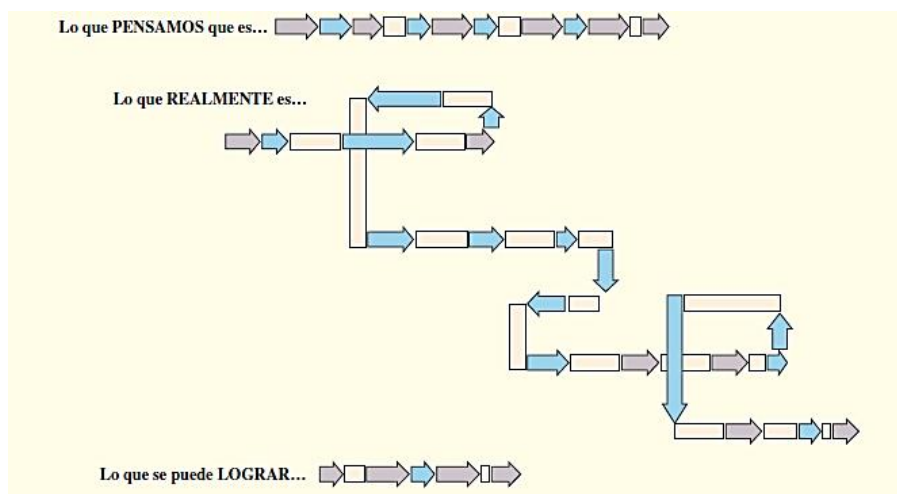 Lo que PENSAMOS que es...
Lo que REALMENTE es...
Lo que se puede LOGRAR...